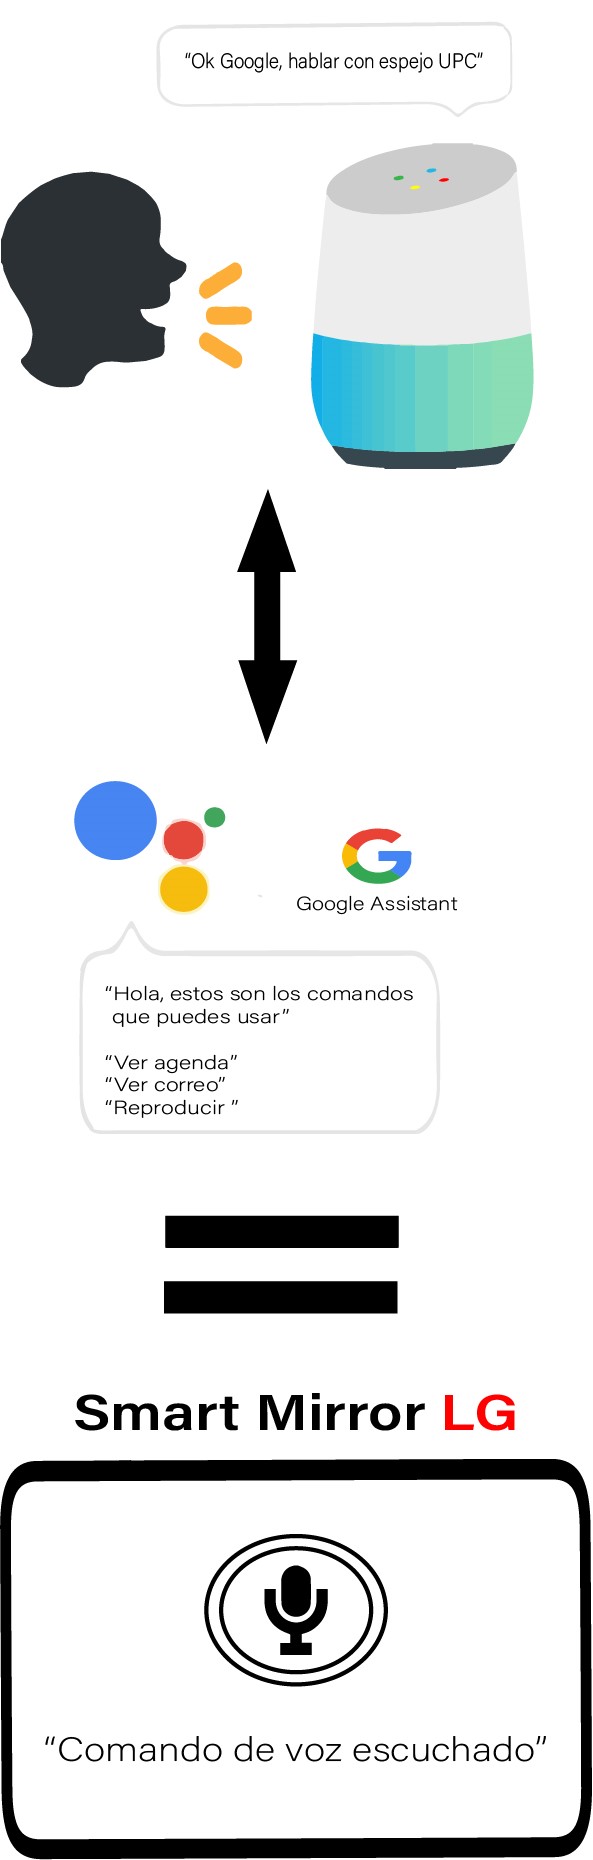 “Ok Google, hablar con espejo UPC”
Google Assistant
“Hola, estos son los comandos
que puedes usar”
“Ver agenda”
“Ver correo”
“Reproducir ”
Smart Mirror LG
“Comando de voz escuchado”